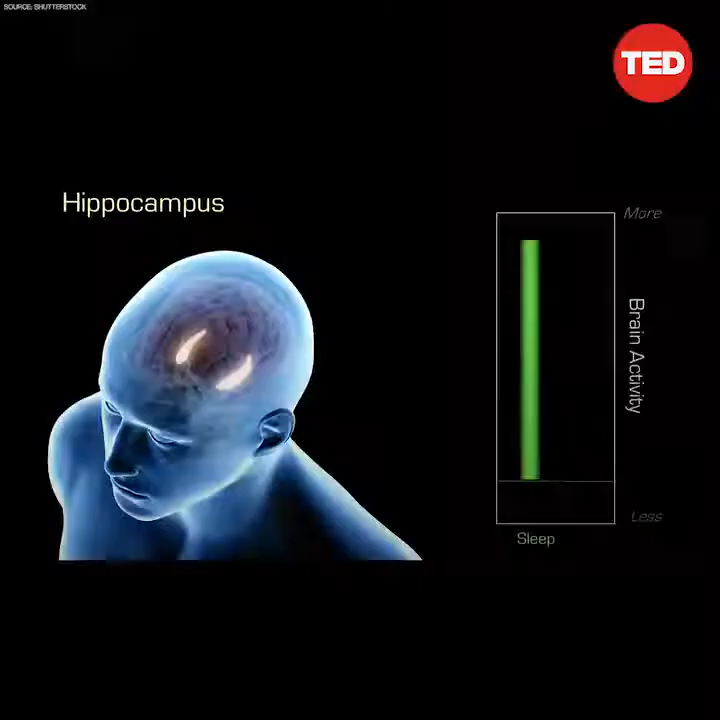 SOURCE: SHUTTERSTOCK
TED
Hippocampus
More
Brain Activity
Less
Sleep